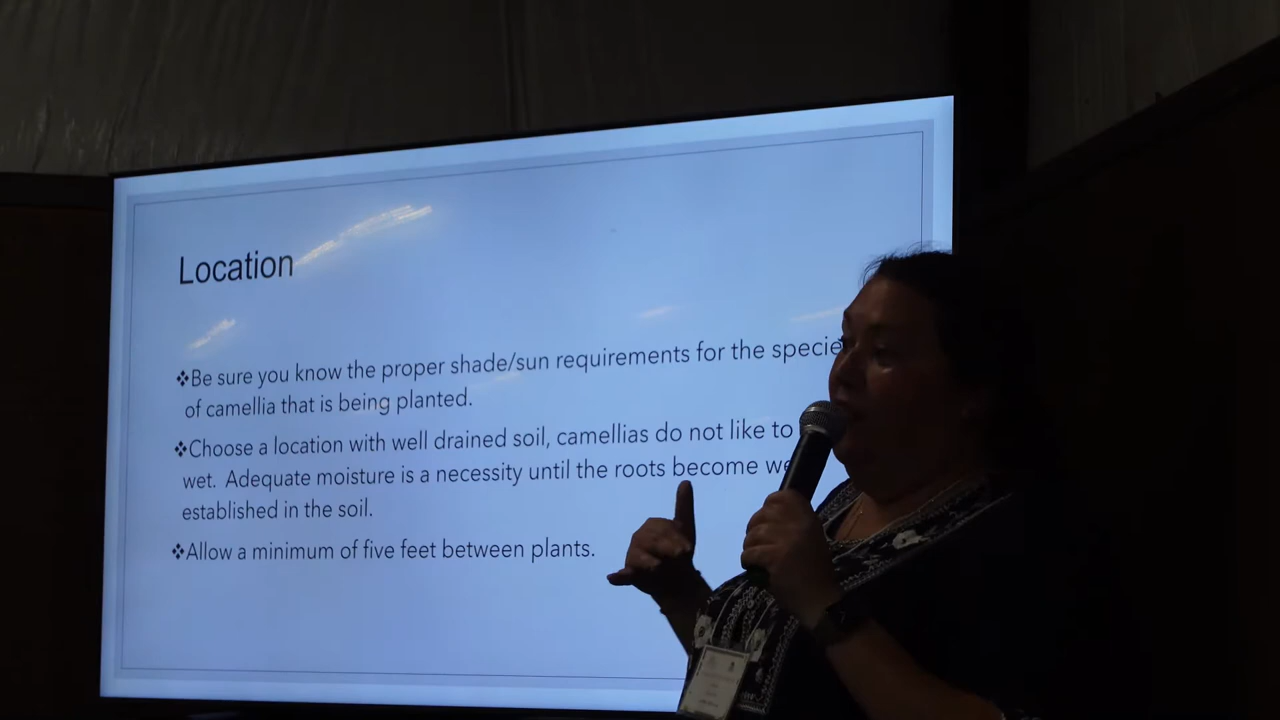 Location
❖Be sure you know the proper shade/sun requirements for the specie
of camellia that is being planted.
❖Choose a location with well drained soil, camellias do not like to
wet. Adequate moisture is a necessity until the roots become we
established in the soil.
❖Allow a minimum of five feet between plants.